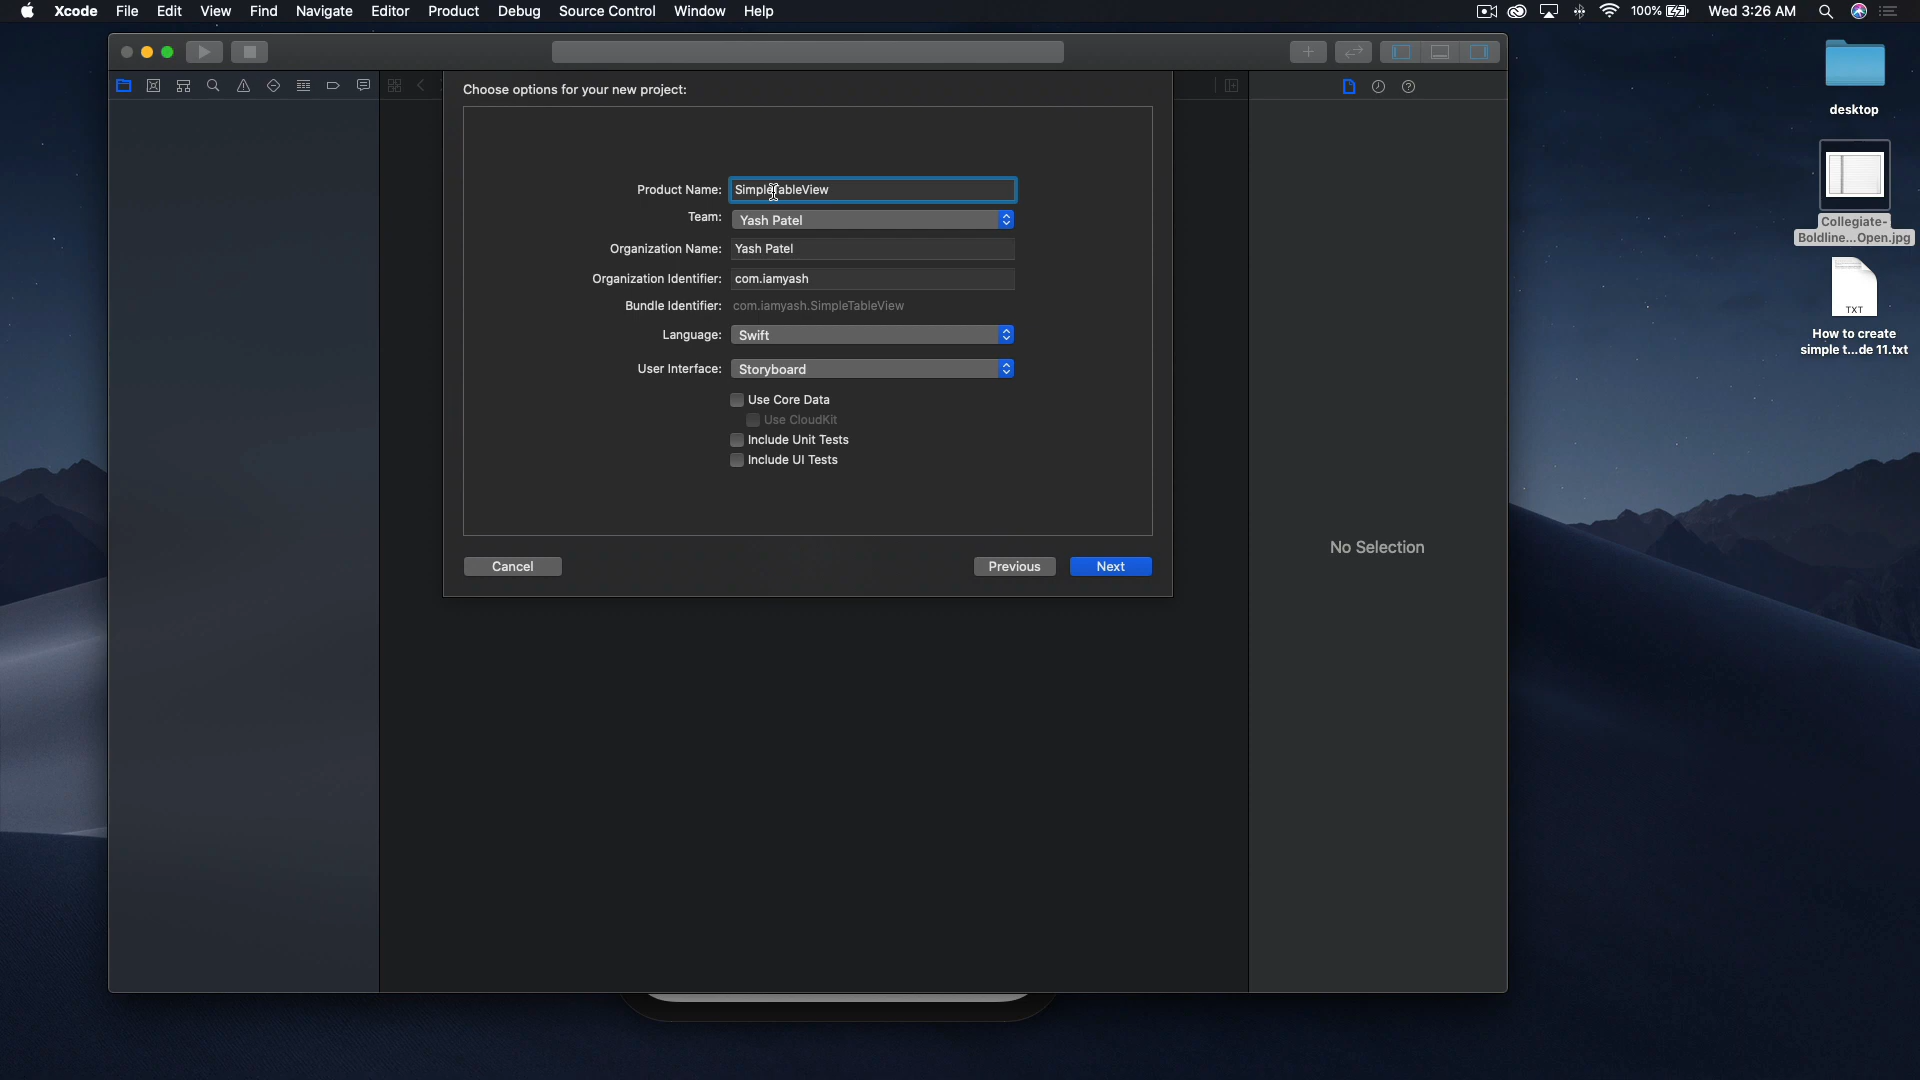 Xcode File Edit View Find Navigate Editor Product Debug Source Control Window Help 100% Wed 3:26 AM
Choose options for your new project:
Product Name: SimpleTableView
Team: Yash Patel
Organization Name: Yash Patel
Organization Identifier: com.iamyash
Bundle Identifier: com.iamyash.SimpleTableView
Language: Swift
User Interface: Storyboard
Use Core Data
Use CloudKit
Include Unit Tests
Include UI Tests
Cancel Previous Next
No Selection
desktop
Collegiate-
Boldline...Open.jpg
TXT
How to create
simple t...de 11.txt